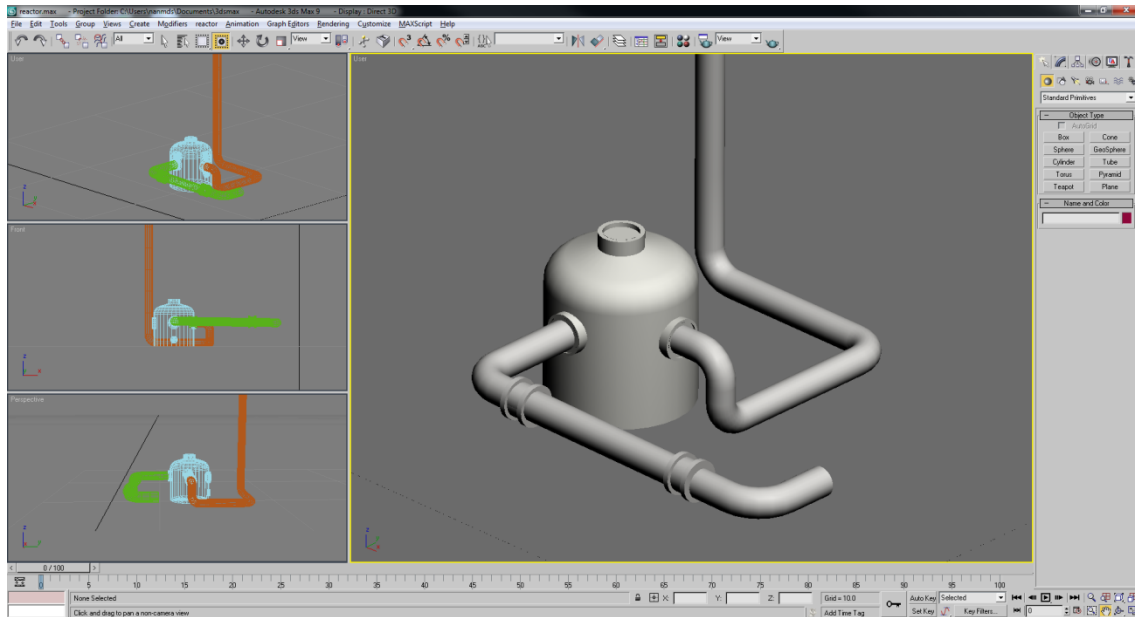 reactor.max - Project Folder: C:\Users\nanmds\Documents\3dsmax - Autodesk 3ds Max 9 - Display : Direct 3D
File Edit Tools Group Views Create Modifiers reactor Animation Graph Editors Rendering Customize MAXScript Help
All View View
User
User
Front
Perspective
Standard Primitives
Object Type
AutoGrid
Box Cone
Sphere GeoSphere
Cylinder Tube
Torus Pyramid
Teapot Plane
Name and Color
0 / 100
0 5 10 15 20 25 30 35 40 45 50 55 60 65 70 75 80 85 90 95 100
None Selected X: Y: Z: Grid = 10.0 Auto Key Selected
Click and drag to pan a non-camera view Add Time Tag Set Key Key Filters... 0